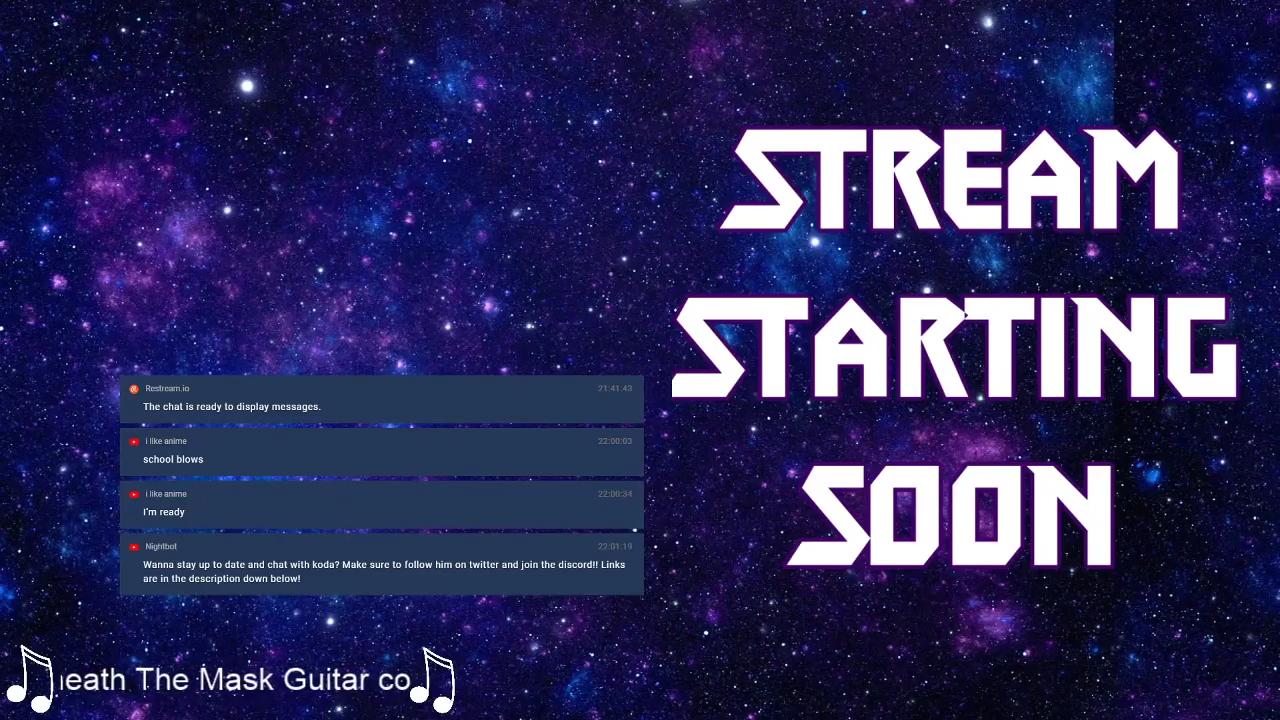 STREAM
STARTING
SOON
Restream.io 21:41:43
The chat is ready to display messages.
i like anime 22:00:03
school blows
i like anime 22:00:34
I'm ready
Nightbot 22:01:19
Wanna stay up to date and chat with koda? Make sure to follow him on twitter and join the discord!! Links
are in the description down below!
The Mask Guitar